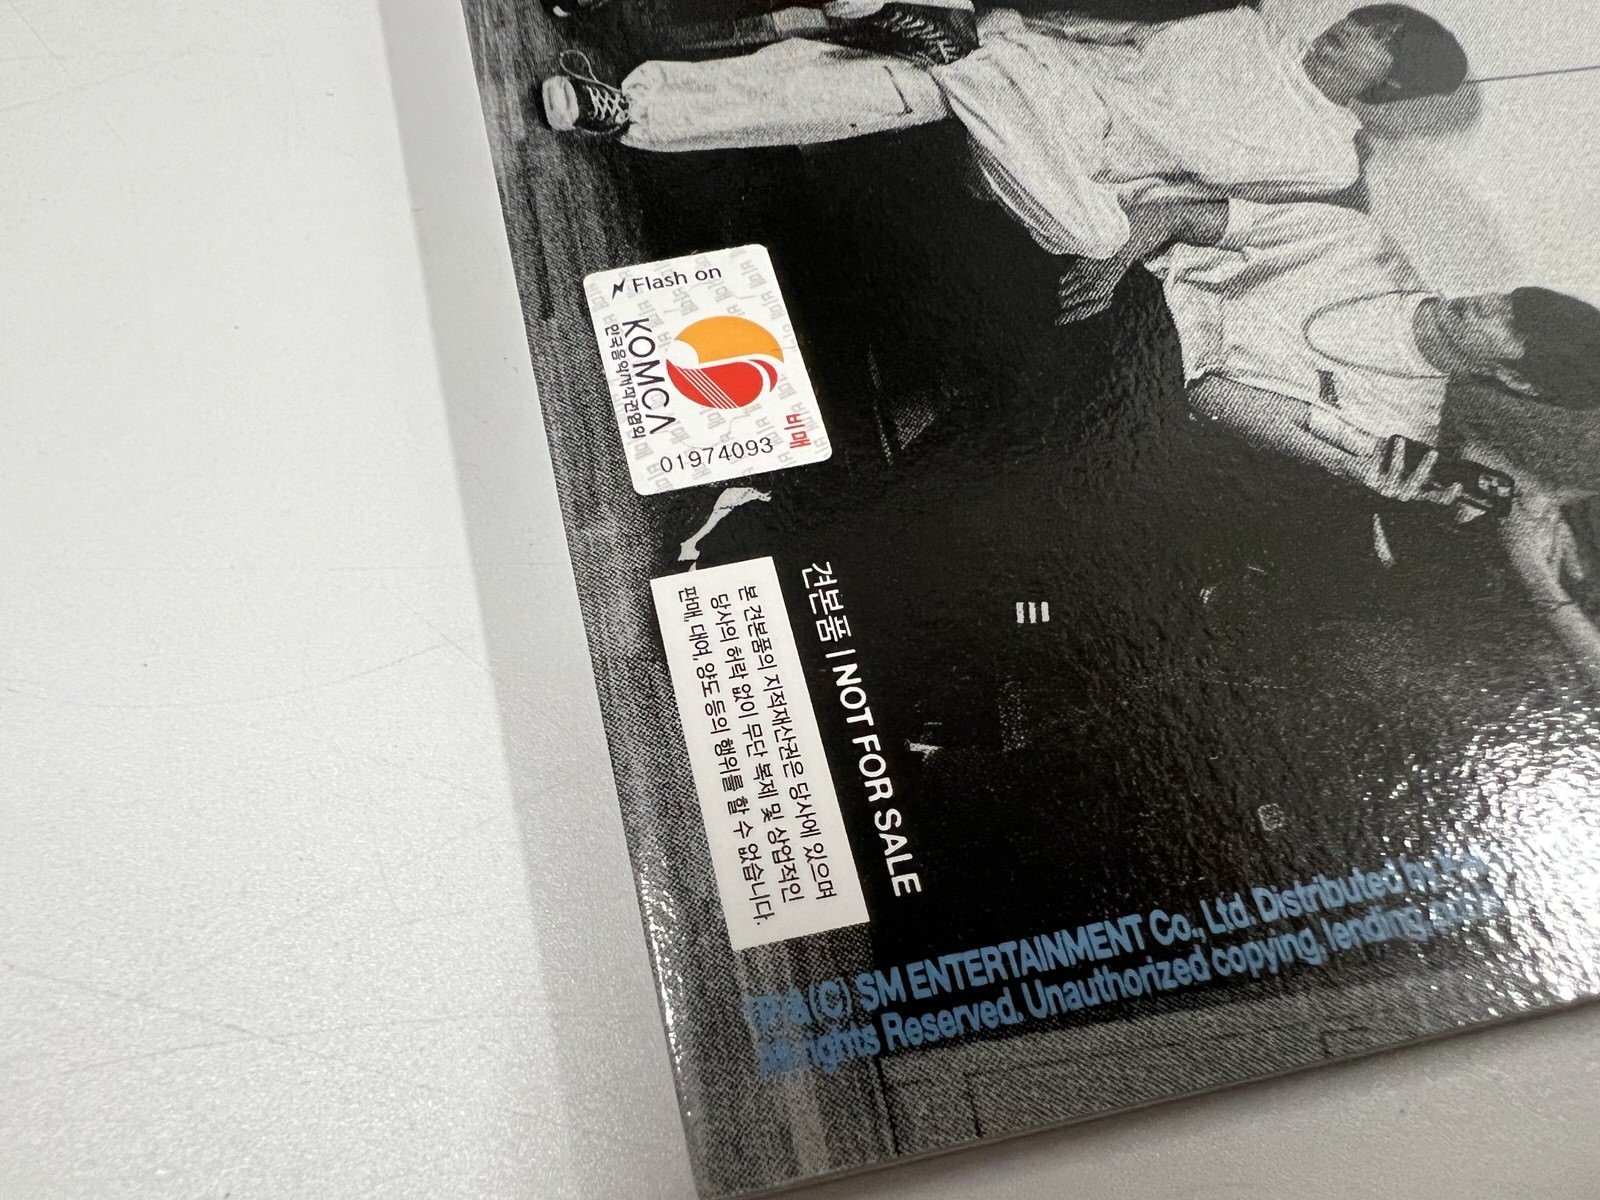 Flash on
KOMCA
한국음악저작권협회
비매
01974093
견본품 | NOT FOR SALE
본 견본품의 지적재산권은 당사에 있으며
당사의 허락 없이 무단 복제 및 상업적인
판매, 대여, 양도 등의 행위를 할 수 없습니다.
(C) SM ENTERTAINMENT Co., Ltd. Distributed by
All rights Reserved. Unauthorized copying, lending,